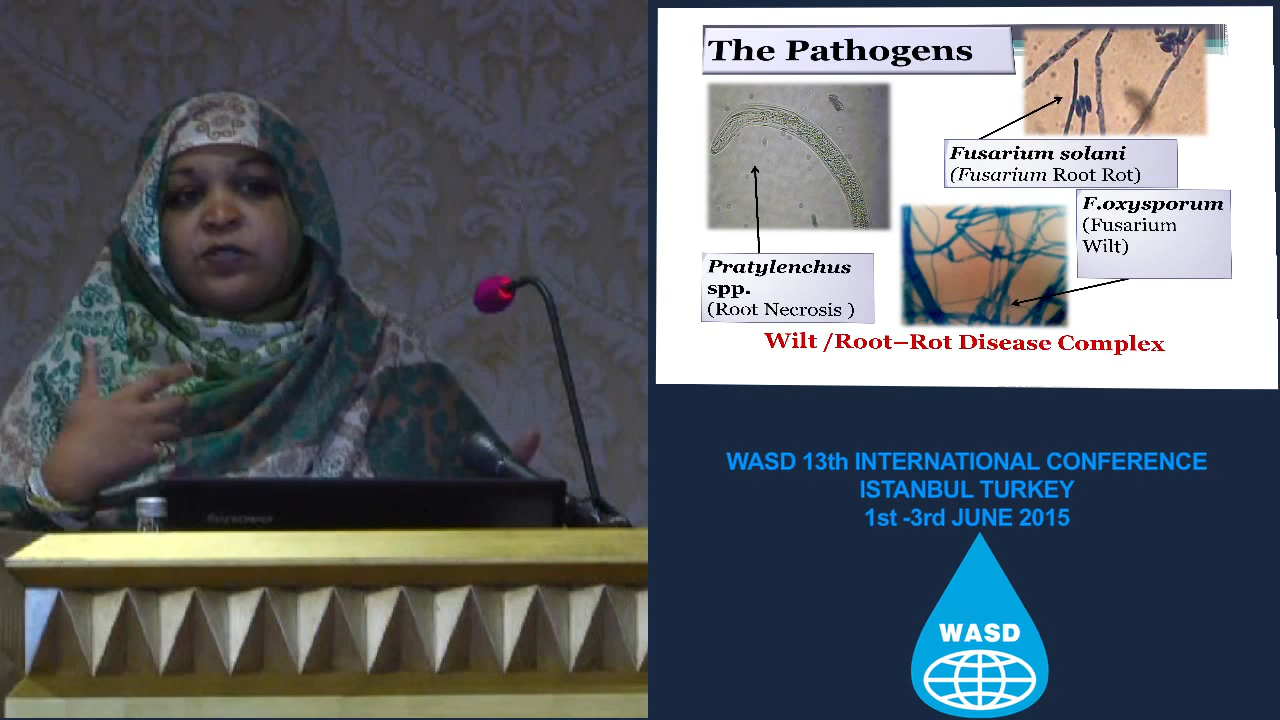 The Pathogens
Fusarium solani
(Fusarium Root Rot)
F.oxysporum
(Fusarium
Wilt)
Pratylenchus
spp.
(Root Necrosis )
Wilt /Root–Rot Disease Complex
WASD 13th INTERNATIONAL CONFERENCE
ISTANBUL TURKEY
1st -3rd JUNE 2015
WASD